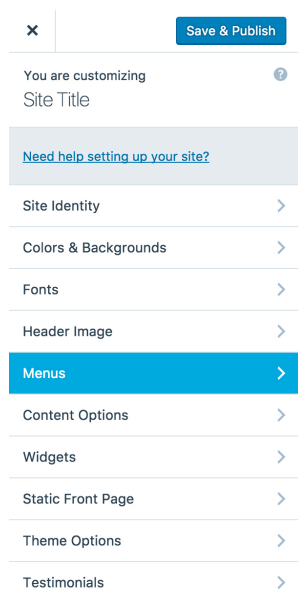 Save & Publish
You are customizing
Site Title
Need help setting up your site?
Site Identity
Colors & Backgrounds
Fonts
Header Image
Menus
Content Options
Widgets
Static Front Page
Theme Options
Testimonials